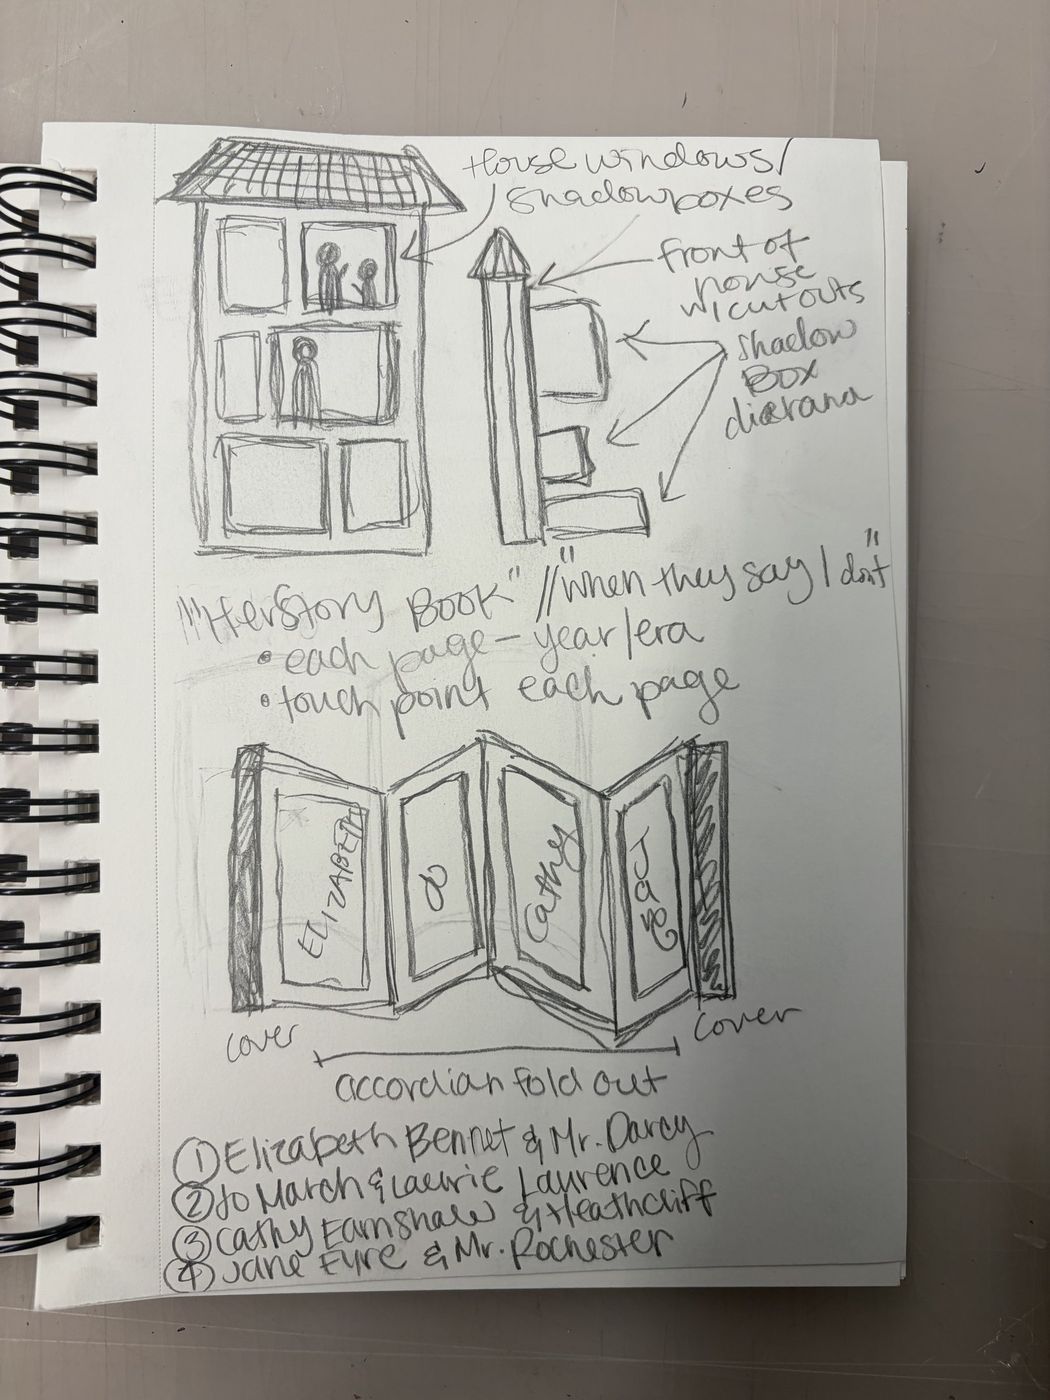 House windows/
shadowboxes
front of
house
w/cutouts
shadow
Box
diarana
"HerStory Book" // "when they say I don't"
• each page - year/era
• touch point each page
ELIZABETH
Jo
Cathy
Jane
cover
cover
accordian fold out
① Elizabeth Bennet & Mr. Darcy
② Jo March & Laurie Laurence
③ Cathy Earnshaw & Heathcliff
④ Jane Eyre & Mr. Rochester